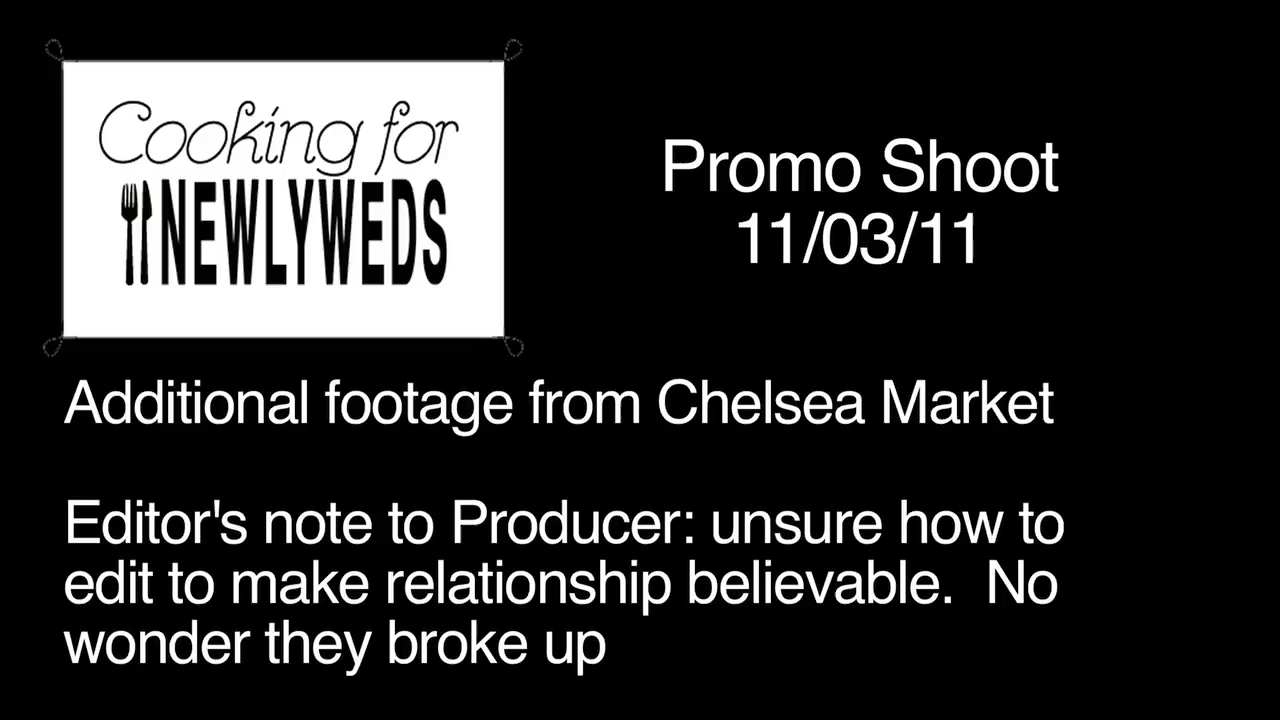 Cooking for
NEWLYWEDS
Promo Shoot
11/03/11
Additional footage from Chelsea Market
Editor's note to Producer: unsure how to
edit to make relationship believable.  No
wonder they broke up